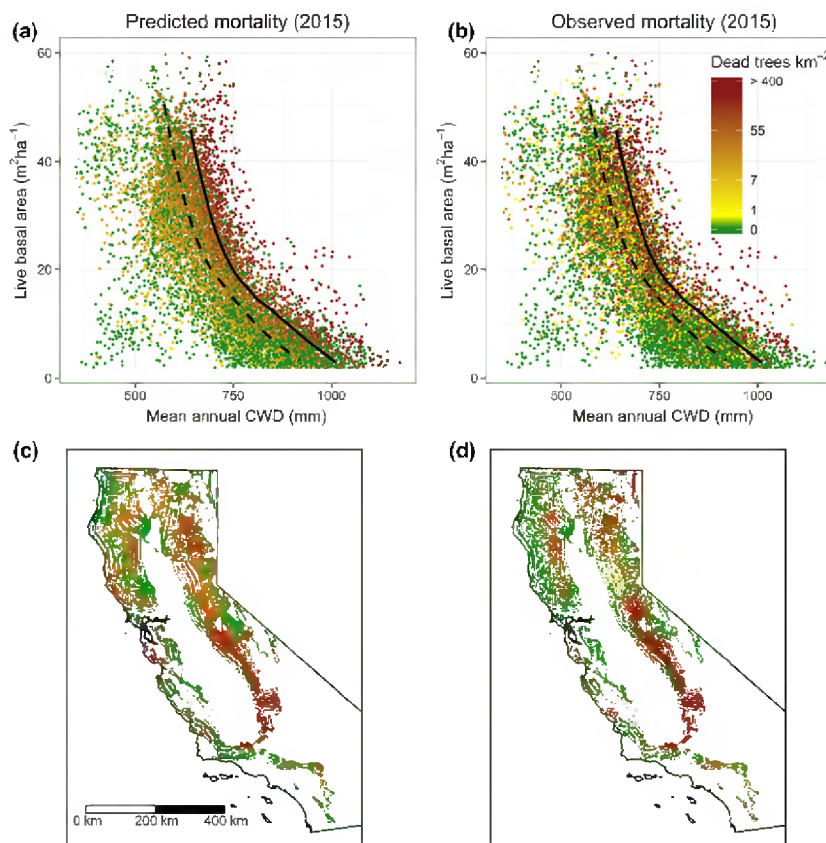 (a)
Predicted mortality (2015)
60
40
20
0
Live basal area (m²ha⁻¹)
500
750
1000
Mean annual CWD (mm)
(b)
Observed mortality (2015)
Dead trees km⁻²
> 400
55
7
1
0
60
40
20
0
Live basal area (m²ha⁻¹)
500
750
1000
Mean annual CWD (mm)
(c)
0 km
200 km
400 km
(d)